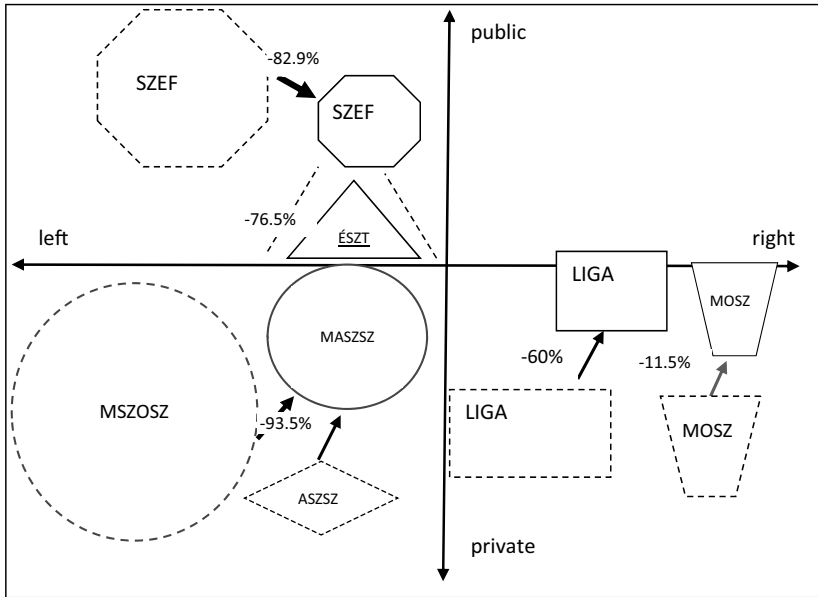 public
-82.9%
SZEF
SZEF
-76.5%
ÉSZT
left
right
LIGA
MOSZ
MASZSZ
-60%
-11.5%
MSZOSZ
-93.5%
LIGA
MOSZ
ASZSZ
private